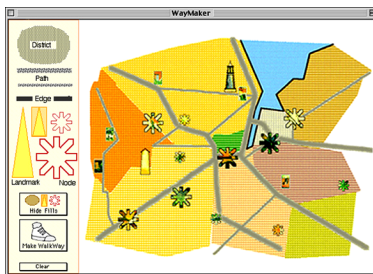 WayMaker
District
Path
Edge
Landmark
Node
Hide Fills
Make WalkWay
Clear